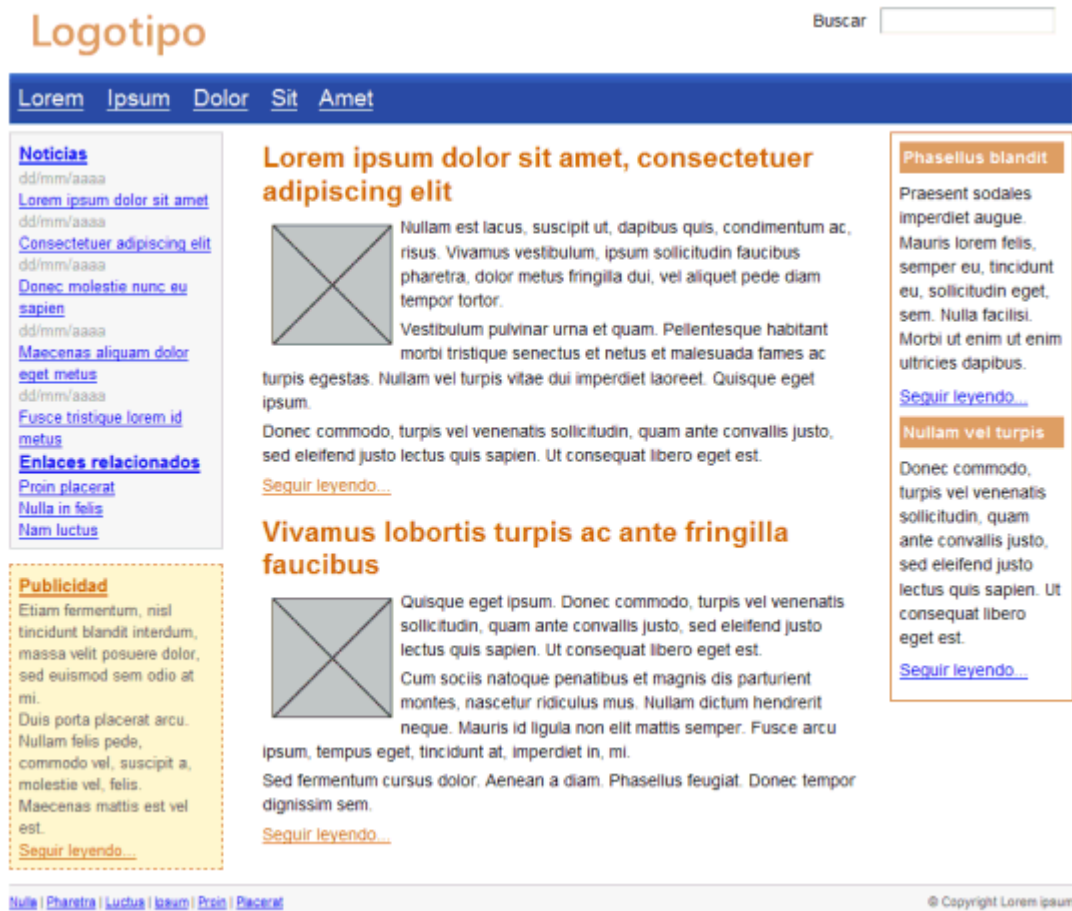 Logotipo
Buscar
Lorem Ipsum Dolor Sit Amet
Noticias
dd/mm/aaaa
Lorem ipsum dolor sit amet
dd/mm/aaaa
Consectetuer adipiscing elit
dd/mm/aaaa
Donec molestie nunc eu
sapien
dd/mm/aaaa
Maecenas aliquam dolor
eget metus
dd/mm/aaaa
Fusce tristique lorem id
metus
Enlaces relacionados
Proin placerat
Nulla in felis
Nam luctus
Publicidad
Etiam fermentum, nisl
tincidunt blandit interdum,
massa velit posuere dolor,
sed euismod sem odio at
mi.
Duis porta placerat arcu.
Nullam felis pede,
commodo vel, suscipit a,
molestie vel, felis.
Maecenas mattis est vel
est.
Seguir leyendo...
Lorem ipsum dolor sit amet, consectetuer
adipiscing elit
Nullam est lacus, suscipit ut, dapibus quis, condimentum ac,
risus. Vivamus vestibulum, ipsum sollicitudin faucibus
pharetra, dolor metus fringilla dui, vel aliquet pede diam
tempor tortor.
Vestibulum pulvinar urna et quam. Pellentesque habitant
morbi tristique senectus et netus et malesuada fames ac
turpis egestas. Nullam vel turpis vitae dui imperdiet laoreet. Quisque eget
ipsum.
Donec commodo, turpis vel venenatis sollicitudin, quam ante convallis justo,
sed eleifend justo lectus quis sapien. Ut consequat libero eget est.
Seguir leyendo...
Vivamus lobortis turpis ac ante fringilla
faucibus
Quisque eget ipsum. Donec commodo, turpis vel venenatis
sollicitudin, quam ante convallis justo, sed eleifend justo
lectus quis sapien. Ut consequat libero eget est.
Cum sociis natoque penatibus et magnis dis parturient
montes, nascetur ridiculus mus. Nullam dictum hendrerit
neque. Mauris id ligula non elit mattis semper. Fusce arcu
ipsum, tempus eget, tincidunt at, imperdiet in, mi.
Sed fermentum cursus dolor. Aenean a diam. Phasellus feugiat. Donec tempor
dignissim sem.
Seguir leyendo...
Phasellus blandit
Praesent sodales
imperdiet augue.
Mauris lorem felis,
semper eu, tincidunt
eu, sollicitudin eget,
sem. Nulla facilisi.
Morbi ut enim ut enim
ultricies dapibus.
Seguir leyendo...
Nullam vel turpis
Donec commodo,
turpis vel venenatis
sollicitudin, quam
ante convallis justo,
sed eleifend justo
lectus quis sapien. Ut
consequat libero
eget est.
Seguir leyendo...
Nulla | Pharetra | Luctus | Ipsum | Proin | Placerat
© Copyright Lorem ipsum